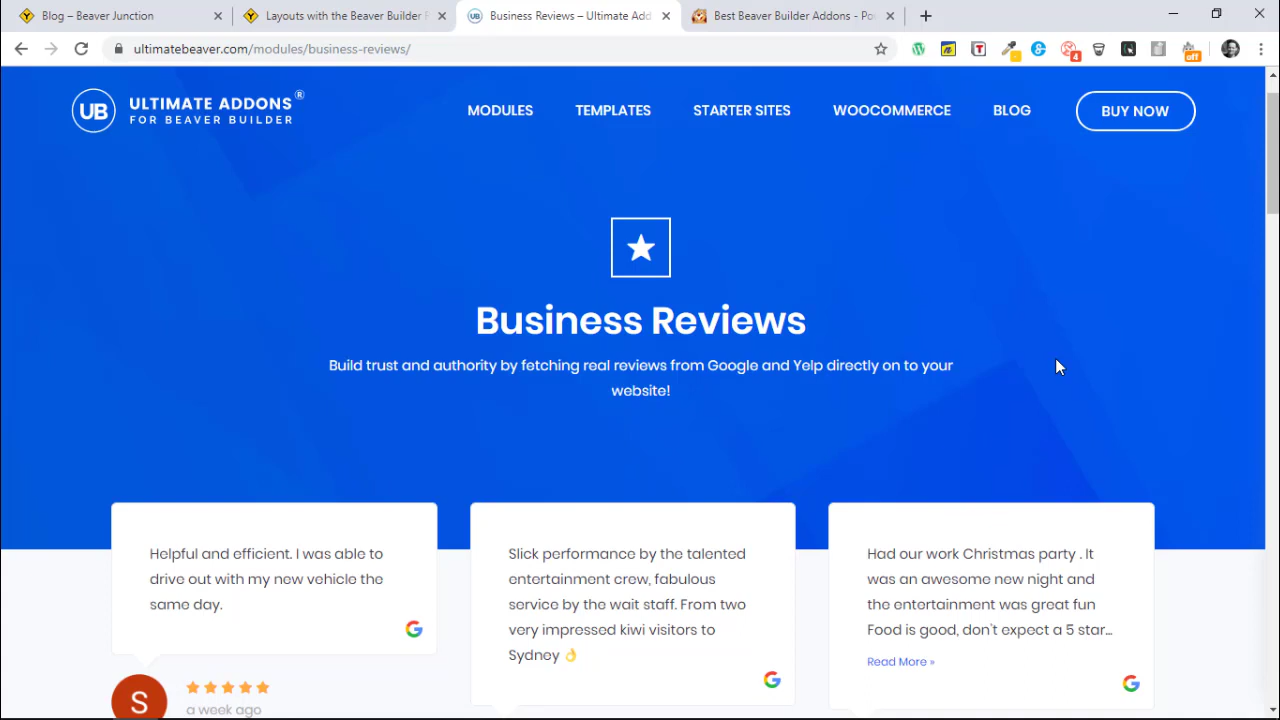 Blog – Beaver Junction
Layouts with the Beaver Builder F
Business Reviews – Ultimate Add
Best Beaver Builder Addons - Po
ultimatebeaver.com/modules/business-reviews/
4
off
UB
ULTIMATE ADDONS®
FOR BEAVER BUILDER
MODULES
TEMPLATES
STARTER SITES
WOOCOMMERCE
BLOG
BUY NOW
Business Reviews
Build trust and authority by fetching real reviews from Google and Yelp directly on to your
website!
Helpful and efficient. I was able to
drive out with my new vehicle the
same day.
S
a week ago
Slick performance by the talented
entertainment crew, fabulous
service by the wait staff. From two
very impressed kiwi visitors to
Sydney 👌
Had our work Christmas party . It
was an awesome new night and
the entertainment was great fun
Food is good, don't expect a 5 star...
Read More »